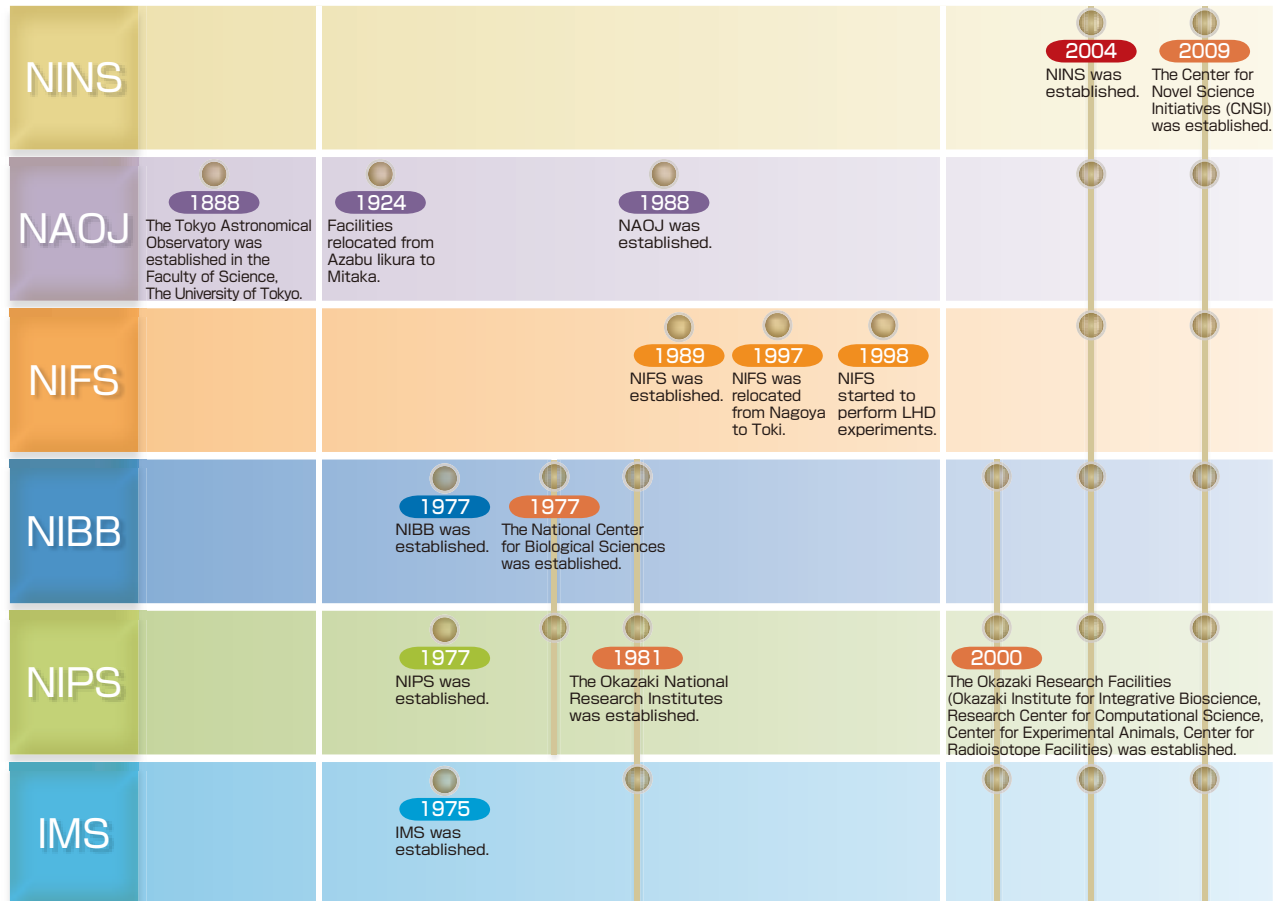 NINS
2004
NINS was
established.
2009
The Center for
Novel Science
Initiatives (CNSI)
was established.
NAOJ
1888
The Tokyo Astronomical
Observatory was
established in the
Faculty of Science,
The University of Tokyo.
1924
Facilities
relocated from
Azabu Iikura to
Mitaka.
1988
NAOJ was
established.
NIFS
1989
NIFS was
established.
1997
NIFS was
relocated
from Nagoya
to Toki.
1998
NIFS
started to
perform LHD
experiments.
NIBB
1977
NIBB was
established.
1977
The National Center
for Biological Sciences
was established.
NIPS
1977
NIPS was
established.
1981
The Okazaki National
Research Institutes
was established.
2000
The Okazaki Research Facilities
(Okazaki Institute for Integrative Bioscience,
Research Center for Computational Science,
Center for Experimental Animals, Center for
Radioisotope Facilities) was established.
IMS
1975
IMS was
established.